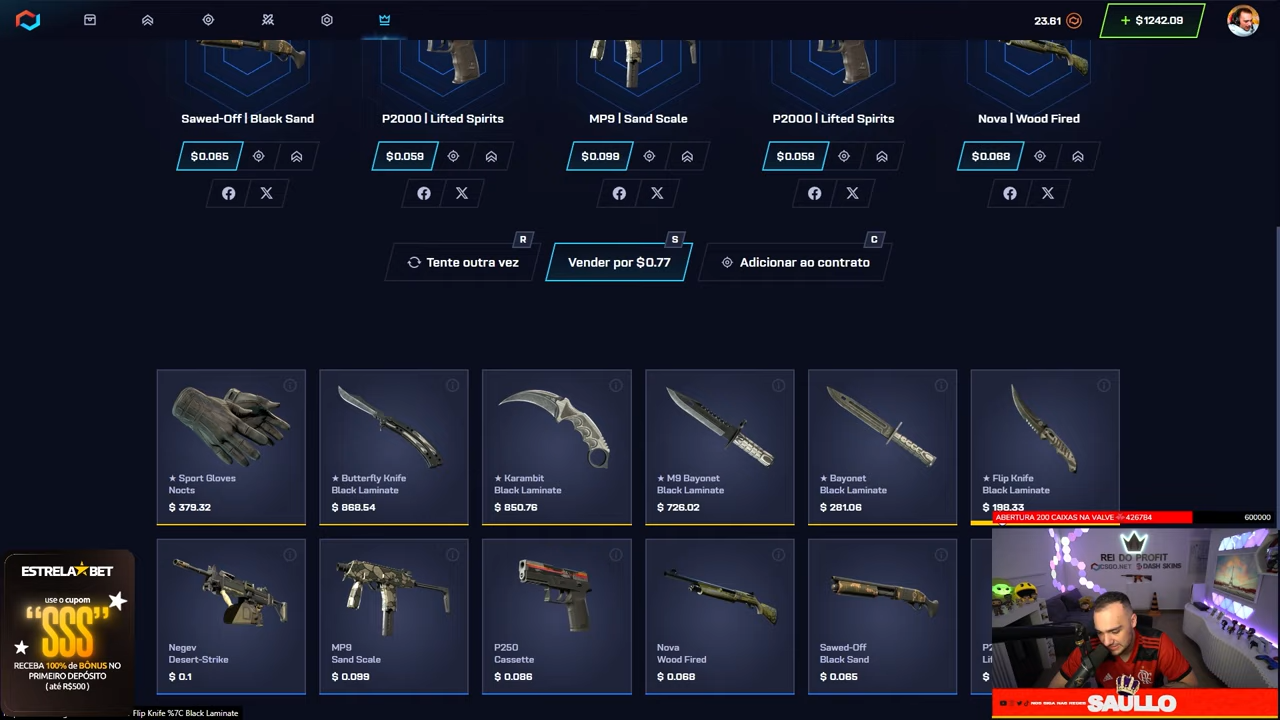 23.61
+ $1242.09
Sawed-Off | Black Sand
P2000 | Lifted Spirits
MP9 | Sand Scale
P2000 | Lifted Spirits
Nova | Wood Fired
$0.065
$0.059
$0.099
$0.059
$0.068
R
S
C
Tente outra vez
Vender por $0.77
Adicionar ao contrato
★ Sport Gloves
Nocts
$ 379.32
★ Butterfly Knife
Black Laminate
$ 868.54
★ Karambit
Black Laminate
$ 850.76
★ M9 Bayonet
Black Laminate
$ 726.02
★ Bayonet
Black Laminate
$ 281.06
★ Flip Knife
Black Laminate
$ 198.33
ABERTURA 200 CAIXAS NA VALVE
426784
600000
REI DO PROFIT
CSGO.NET
DASH SKINS
ESTRELA★BET
use o cupom
“$$$”
RECEBA 100% de BÔNUS NO
PRIMEIRO DEPÓSITO
( até R$500 )
Negev
Desert-Strike
$ 0.1
MP9
Sand Scale
$ 0.099
P250
Cassette
$ 0.086
Nova
Wood Fired
$ 0.068
Sawed-Off
Black Sand
$ 0.065
$
SAULLO
Flip Knife %7C Black Laminate